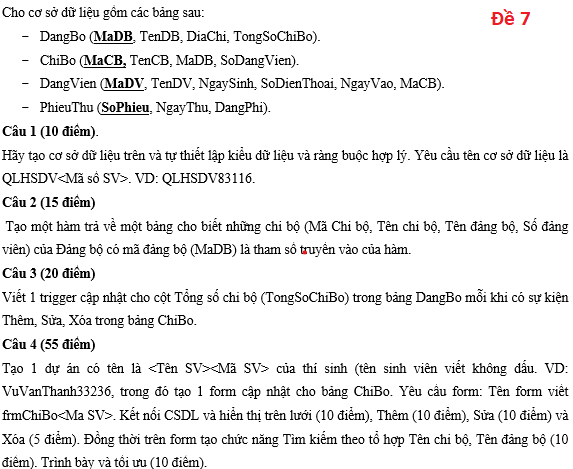 Cho cơ sở dữ liệu gồm các bảng sau:
Đề 7
− DangBo (MaDB, TenDB, DiaChi, TongSoChiBo).
− ChiBo (MaCB, TenCB, MaDB, SoDangVien).
− DangVien (MaDV, TenDV, NgaySinh, SoDienThoai, NgayVao, MaCB).
− PhieuThu (SoPhieu, NgayThu, DangPhi).
Câu 1 (10 điểm).
Hãy tạo cơ sở dữ liệu trên và tự thiết lập kiểu dữ liệu và ràng buộc hợp lý. Yêu cầu tên cơ sở dữ liệu là
QLHSDV<Mã số SV>. VD: QLHSDV83116.
Câu 2 (15 điểm)
Tạo một hàm trả về một bảng cho biết những chi bộ (Mã Chi bộ, Tên chi bộ, Tên đảng bộ, Số đảng
viên) của Đảng bộ có mã đảng bộ (MaDB) là tham số truyền vào của hàm.
Câu 3 (20 điểm)
Viết 1 trigger cập nhật cho cột Tổng số chi bộ (TongSoChiBo) trong bảng DangBo mỗi khi có sự kiện
Thêm, Sửa, Xóa trong bảng ChiBo.
Câu 4 (55 điểm)
Tạo 1 dự án có tên là <Tên SV><Mã SV> của thí sinh (tên sinh viên viết không dấu. VD:
VuVanThanh33236, trong đó tạo 1 form cập nhật cho bảng ChiBo. Yêu cầu form: Tên form viết
frmChiBo<Ma SV>. Kết nối CSDL và hiển thị trên lưới (10 điểm), Thêm (10 điểm), Sửa (10 điểm) và
Xóa (5 điểm). Đồng thời trên form tạo chức năng Tìm kiếm theo tổ hợp Tên chi bộ, Tên đảng bộ (10
điểm). Trình bày và tối ưu (10 điểm).